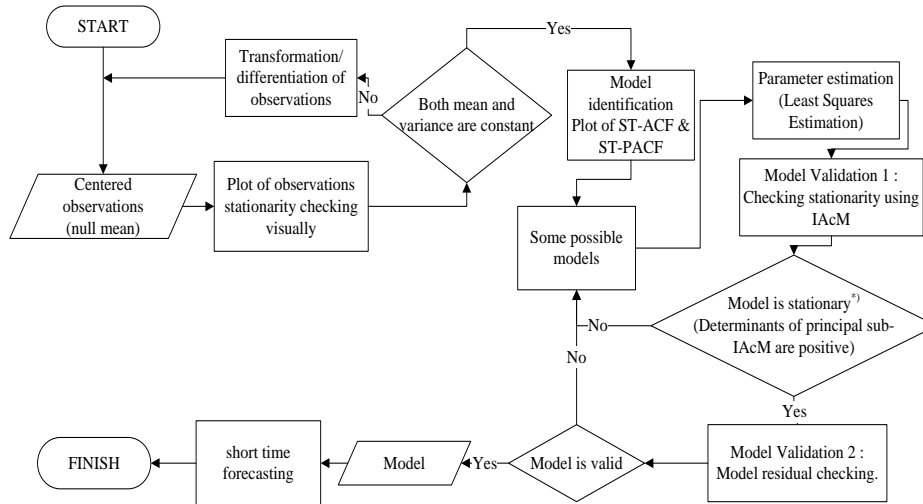 START
Transformation/
differentiation of
observations
No
Both mean and
variance are constant
Yes
Model
identification
Plot of ST-ACF &
ST-PACF
Parameter estimation
(Least Squares
Estimation)
Centered
observations
(null mean)
Plot of observations
stationarity checking
visually
Some possible
models
Model Validation 1 :
Checking stationarity using
IAcM
Model is stationary*)
(Determinants of principal sub-
IAcM are positive)
No
No
Yes
FINISH
short time
forecasting
Model
Yes
Model is valid
Model Validation 2 :
Model residual checking.